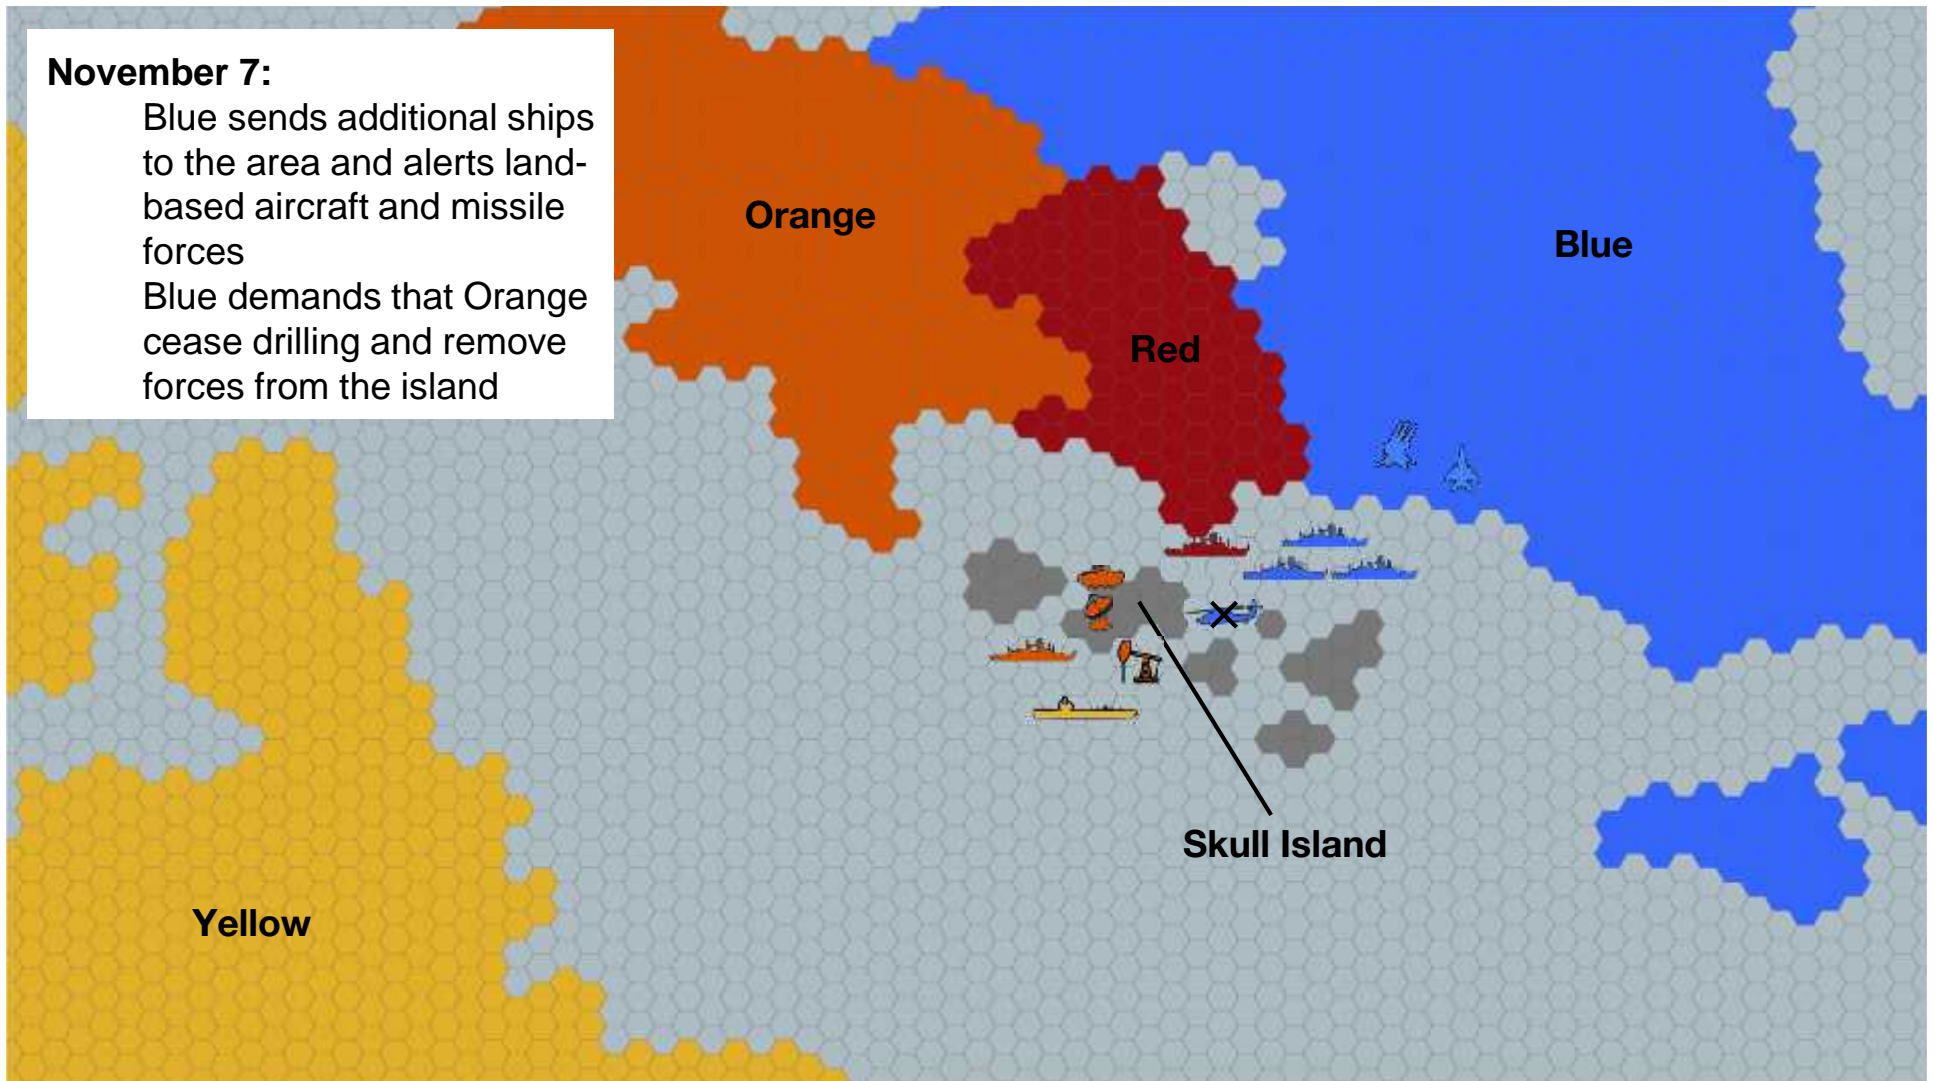 November 7:
Blue sends additional ships
to the area and alerts land-
based aircraft and missile
forces
Blue demands that Orange
cease drilling and remove
forces from the island
Orange
Blue
Red
Skull Island
Yellow